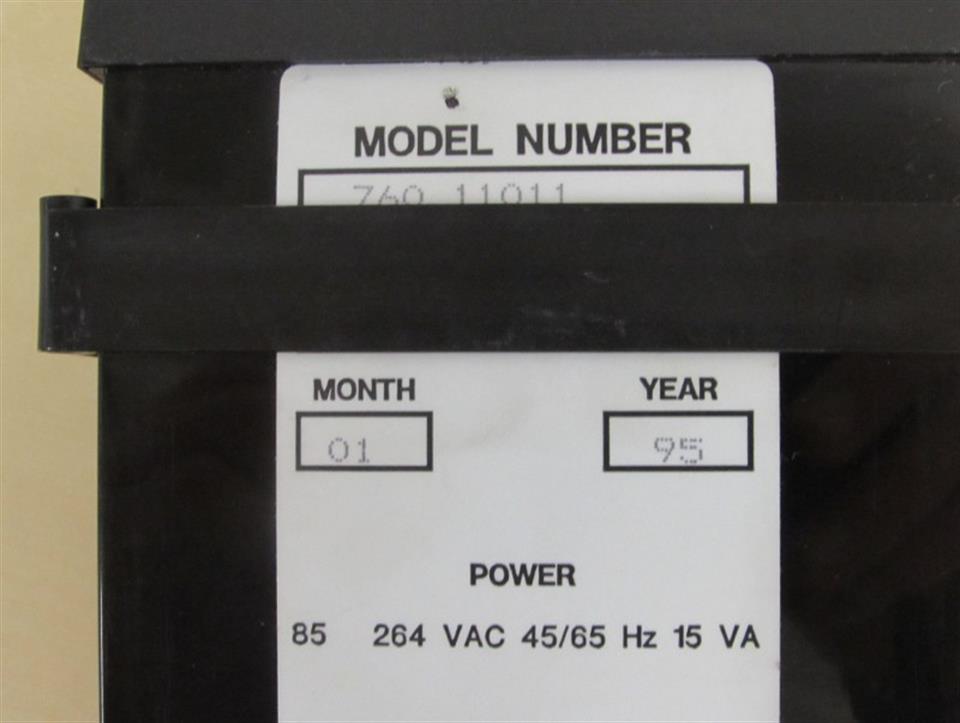 MODEL NUMBER
760 11011
MONTH YEAR
01 95
POWER
85 264 VAC 45/65 Hz 15 VA